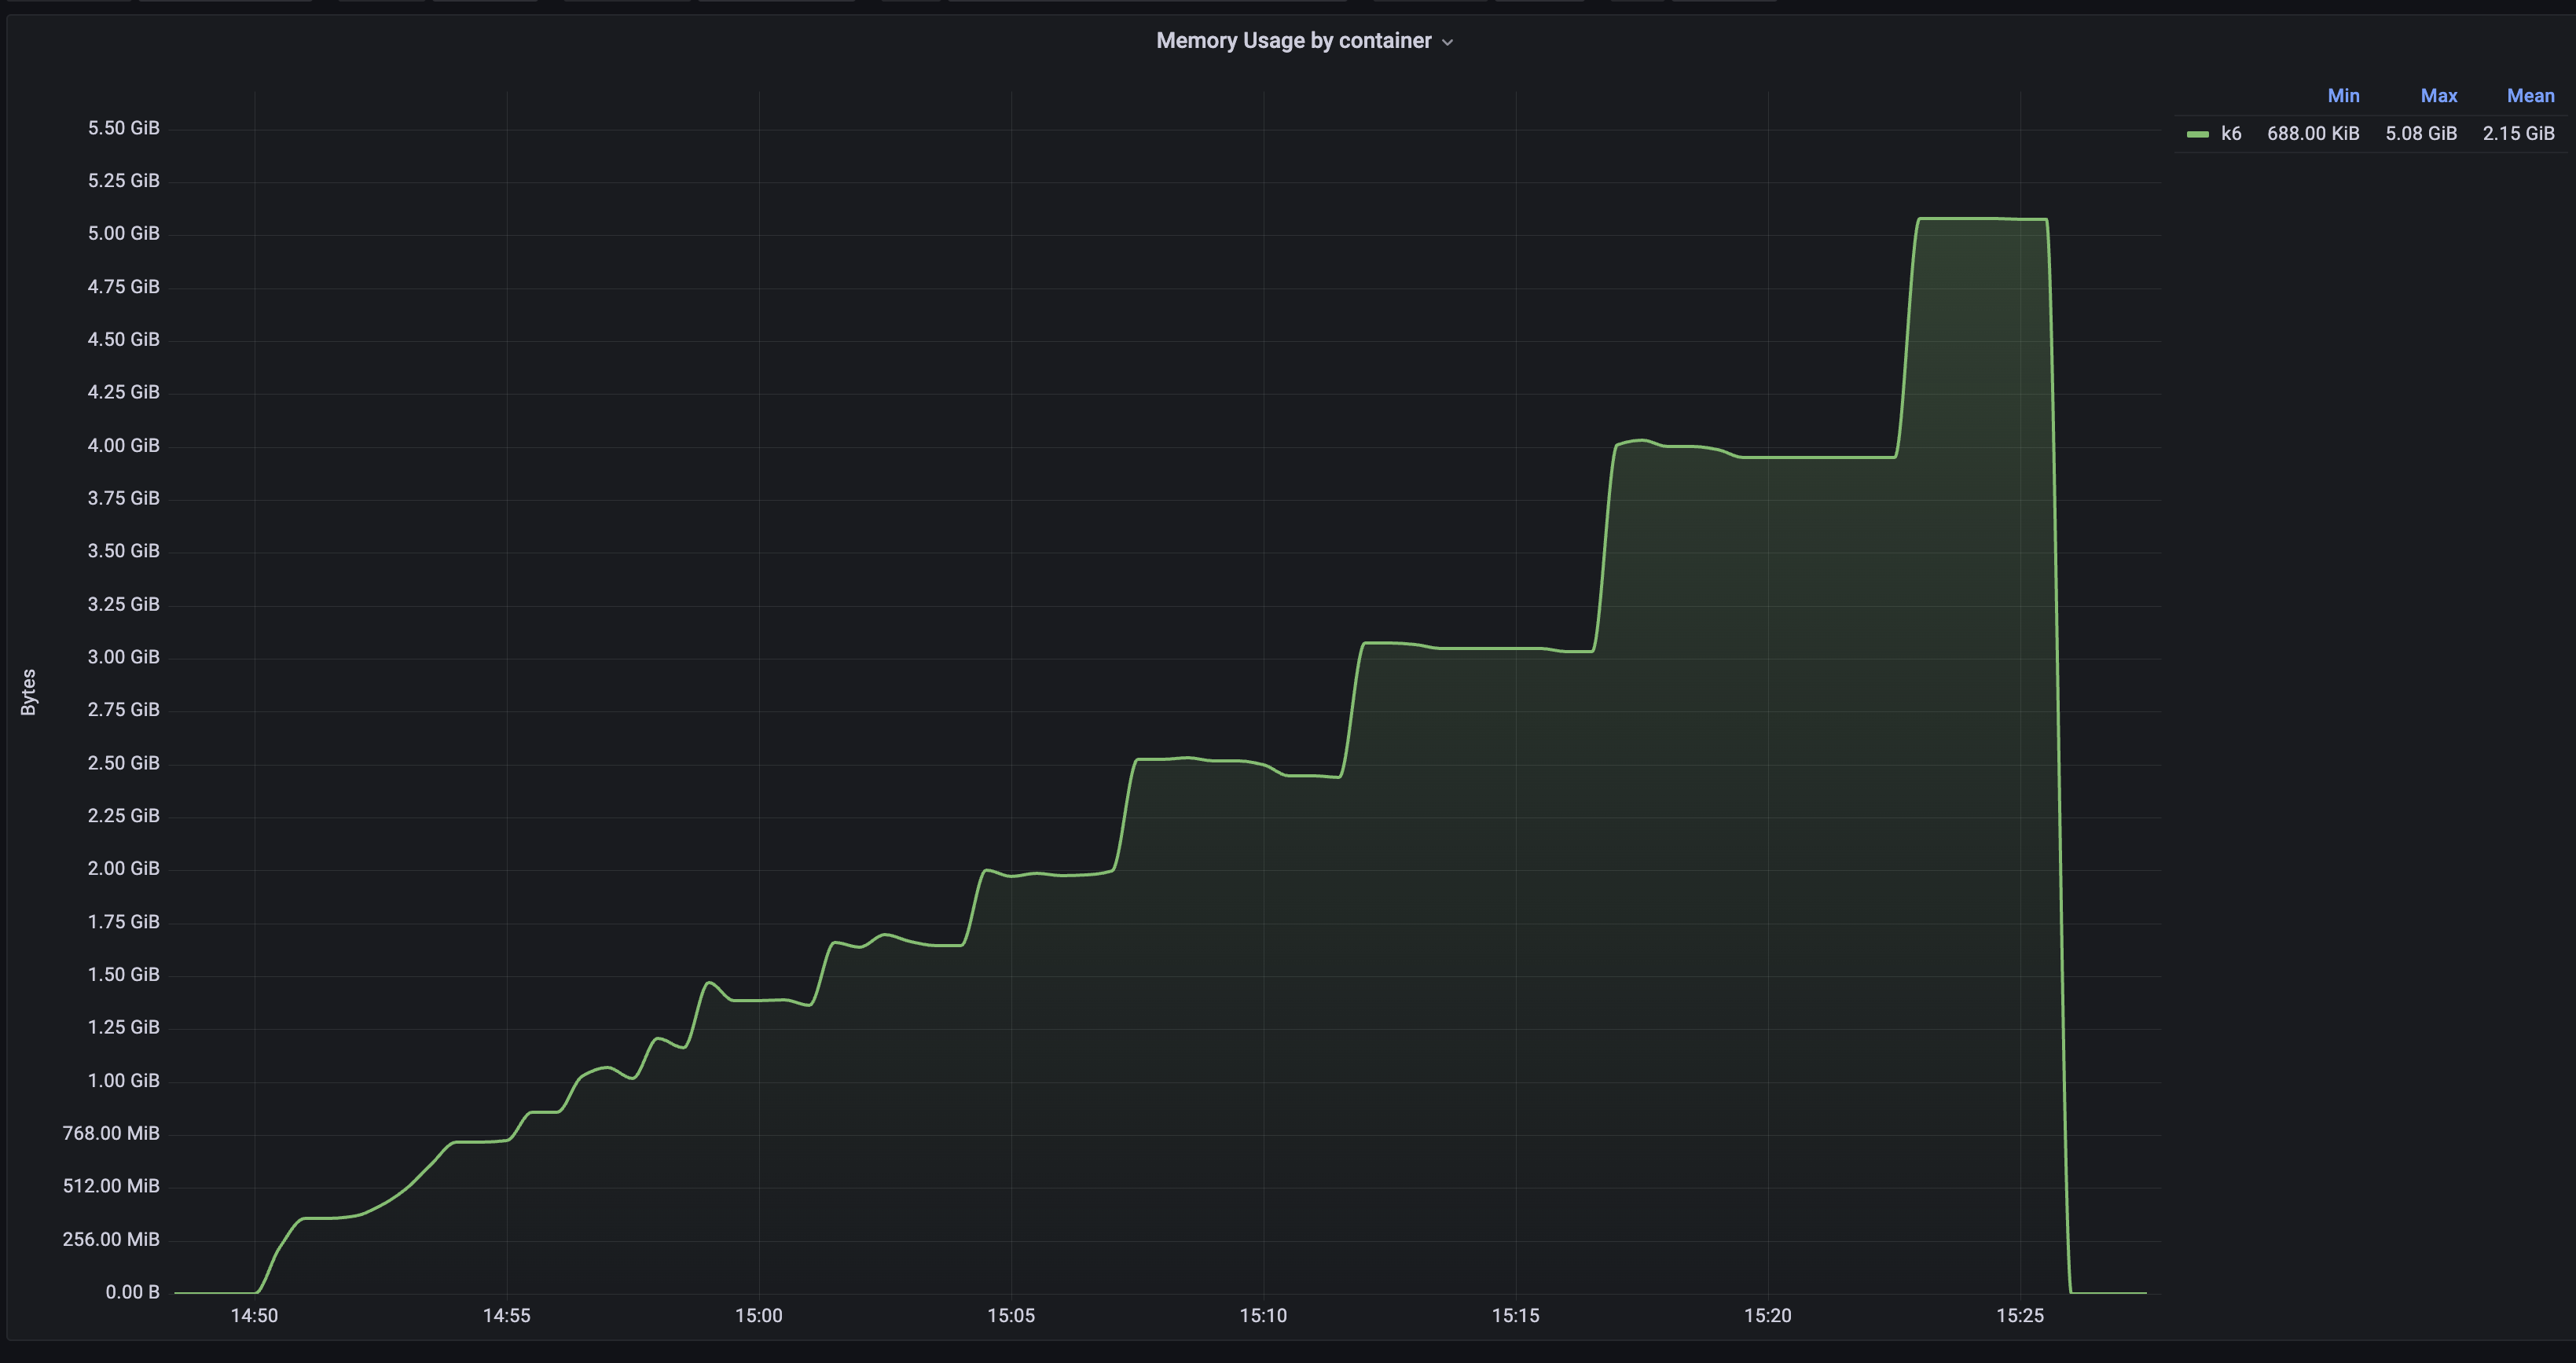 Memory Usage by container
Min Max Mean
k6 688.00 KiB 5.08 GiB 2.15 GiB
5.50 GiB
5.25 GiB
5.00 GiB
4.75 GiB
4.50 GiB
4.25 GiB
4.00 GiB
3.75 GiB
3.50 GiB
3.25 GiB
3.00 GiB
2.75 GiB
2.50 GiB
2.25 GiB
2.00 GiB
1.75 GiB
1.50 GiB
1.25 GiB
1.00 GiB
768.00 MiB
512.00 MiB
256.00 MiB
0.00 B
Bytes
14:50 14:55 15:00 15:05 15:10 15:15 15:20 15:25